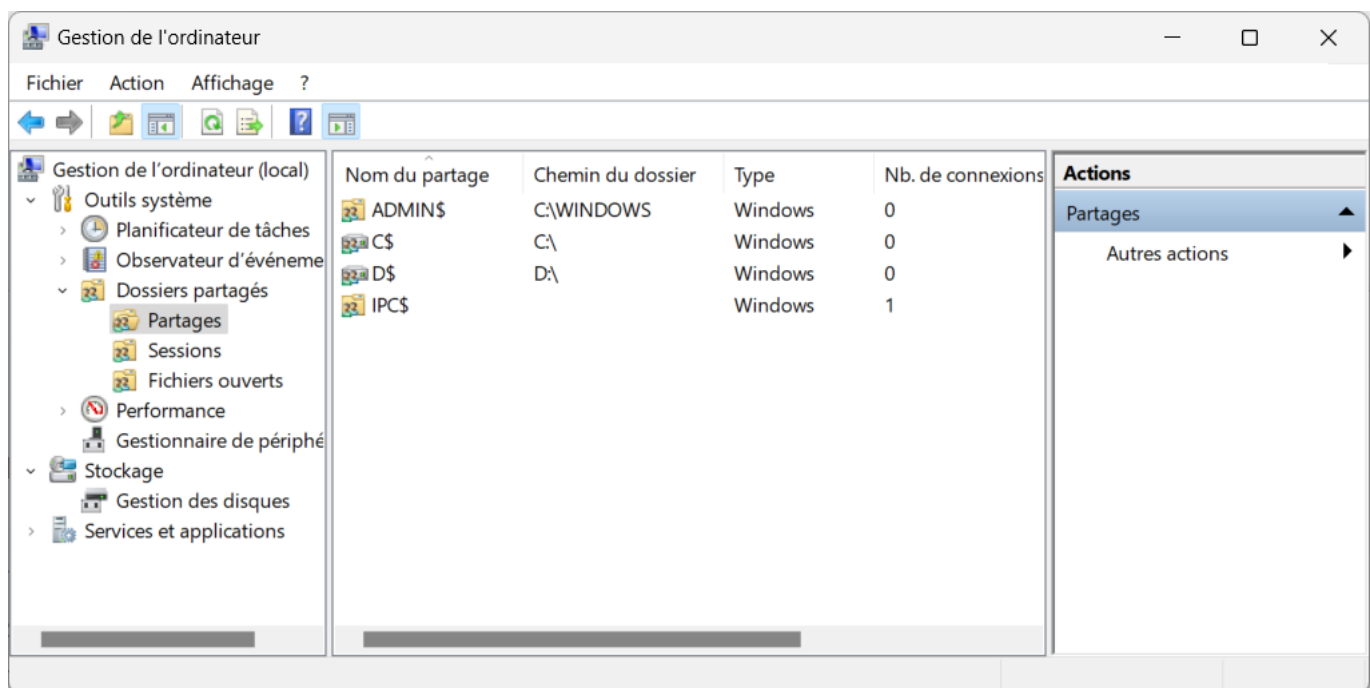 Gestion de l'ordinateur
Fichier Action Affichage ?
Gestion de l'ordinateur (local)
Outils système
Planificateur de tâches
Observateur d'événeme
Dossiers partagés
Partages
Sessions
Fichiers ouverts
Performance
Gestionnaire de périphé
Stockage
Gestion des disques
Services et applications
Nom du partage Chemin du dossier Type Nb. de connexions
ADMIN$ C:\WINDOWS Windows 0
C$ C:\ Windows 0
D$ D:\ Windows 0
IPC$ Windows 1
Actions
Partages
Autres actions